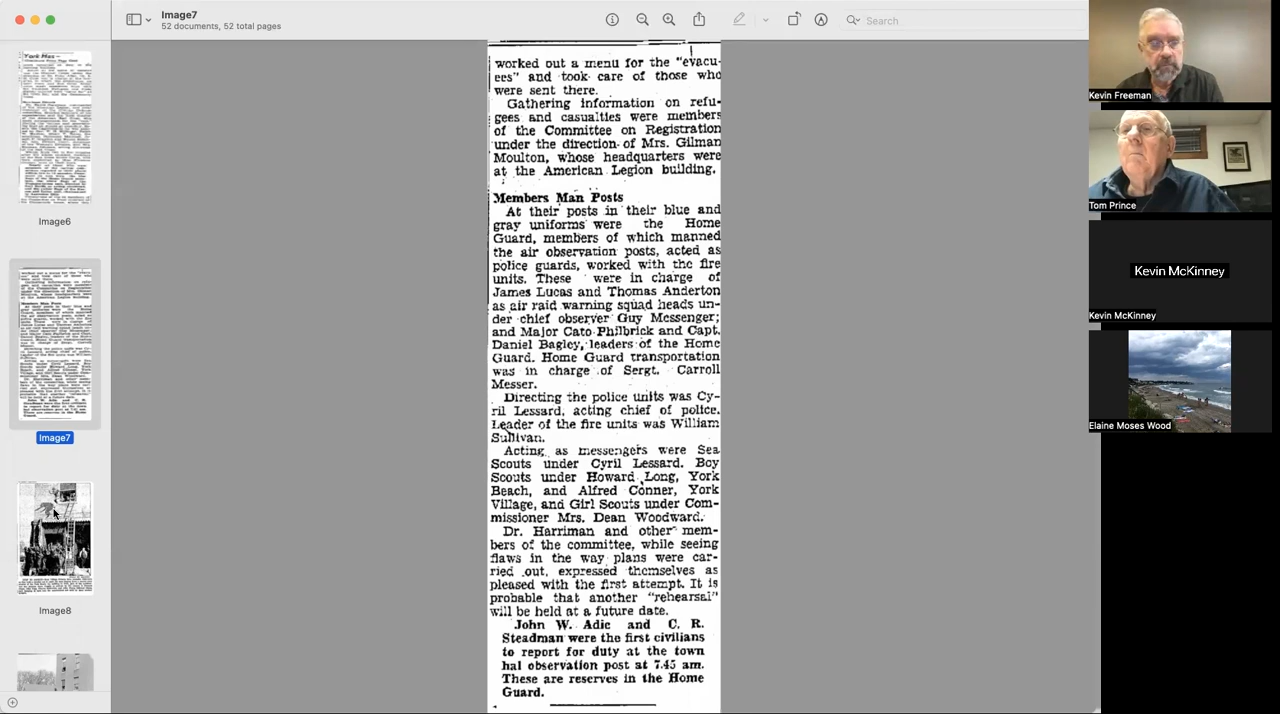 Image7
52 documents, 52 total pages
Search
York Has
Image6
Image7
Image8
worked out a menu for the "evacu-
ees" and took care of those who
were sent there.
Gathering information on refu-
gees and casualties were members
of the Committee on Registration
under the direction of Mrs. Gilman
Moulton, whose headquarters were
at the American Legion building.
Members Man Posts
At their posts in their blue and
gray uniforms were the Home
Guard, members of which manned
the air observation posts, acted as
police guards, worked with the fire
units. These were in charge of
James Lucas and Thomas Anderton
as air raid warning squad heads un-
der chief observer Guy Messenger;
and Major Cato Philbrick and Capt.
Daniel Bagley, leaders of the Home
Guard. Home Guard transportation
was in charge of Sergt. Carroll
Messer.
Directing the police units was Cy-
ril Lessard, acting chief of police.
Leader of the fire units was William
Sullivan.
Acting as messengers were Sea
Scouts under Cyril Lessard. Boy
Scouts under Howard Long, York
Beach, and Alfred Conner, York
Village, and Girl Scouts under Com-
missioner Mrs. Dean Woodward.
Dr. Harriman and other mem-
bers of the committee, while seeing
flaws in the way plans were car-
ried out, expressed themselves as
pleased with the first attempt. It is
probable that another "rehearsal"
will be held at a future date.
John W. Adic and C. R.
Steadman were the first civilians
to report for duty at the town
hal observation post at 7.45 am.
These are reserves in the Home
Guard.
Kevin Freeman
Tom Prince
Kevin McKinney
Kevin McKinney
Elaine Moses Wood